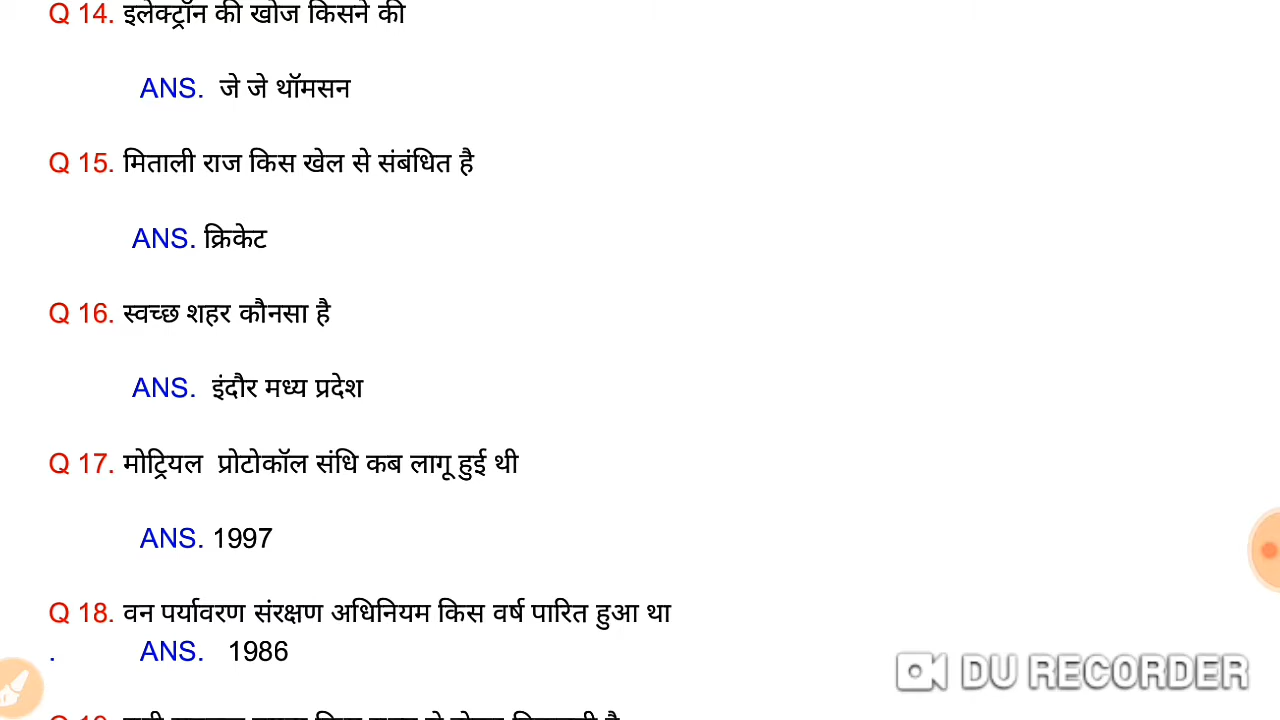 Q 14. इलेक्ट्रॉन की खोज किसने की
ANS. जे जे थॉमसन
Q 15. मिताली राज किस खेल से संबंधित है
ANS. क्रिकेट
Q 16. स्वच्छ शहर कौनसा है
ANS. इंदौर मध्य प्रदेश
Q 17. मोट्रियल प्रोटोकॉल संधि कब लागू हुई थी
ANS. 1997
Q 18. वन पर्यावरण संरक्षण अधिनियम किस वर्ष पारित हुआ था
. ANS. 1986
DU RECORDER